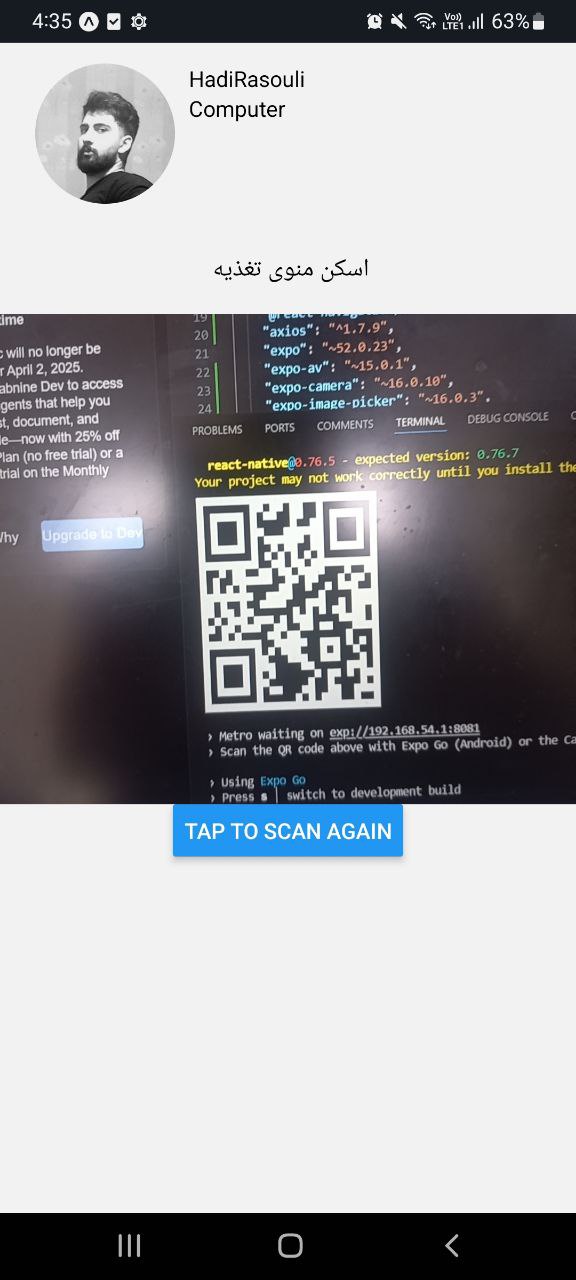 4:35
Vo))
LTE1
63%
HadiRasouli
Computer
اسکن منوی تغذیه
time
will no longer be
April 2, 2025.
abnine Dev to access
gents that help you
st, document, and
le—now with 25% off
Plan (no free trial) or a
trial on the Monthly
Why
Upgrade to Dev
19
20 "axios": "^1.7.9",
21 "expo": "~52.0.23",
22 "expo-av": "~15.0.1",
23 "expo-camera": "~16.0.10",
24 "expo-image-picker": "~16.0.3",
PROBLEMS PORTS COMMENTS TERMINAL DEBUG CONSOLE
react-native@0.76.5 - expected version: 0.76.7
Your project may not work correctly until you install the
› Metro waiting on exp://192.168.54.1:8081
› Scan the QR code above with Expo Go (Android) or the Ca
› Using Expo Go
› Press s │ switch to development build
TAP TO SCAN AGAIN